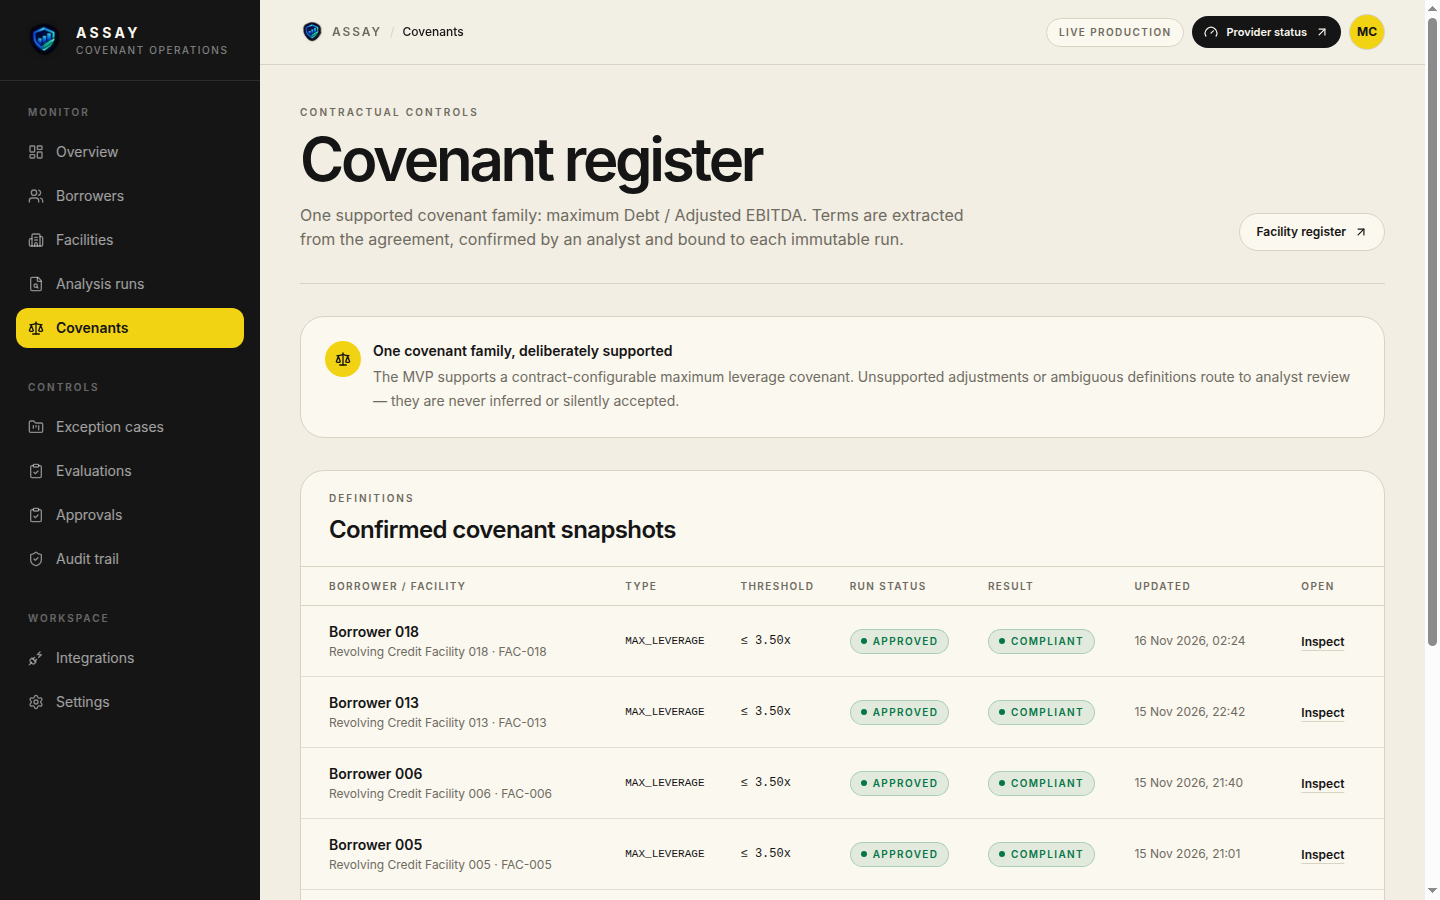 ASSAY
COVENANT OPERATIONS
MONITOR
Overview
Borrowers
Facilities
Analysis runs
Covenants
CONTROLS
Exception cases
Evaluations
Approvals
Audit trail
WORKSPACE
Integrations
Settings
ASSAY / Covenants
LIVE PRODUCTION
Provider status
MC
CONTRACTUAL CONTROLS
Covenant register
One supported covenant family: maximum Debt / Adjusted EBITDA. Terms are extracted
from the agreement, confirmed by an analyst and bound to each immutable run.
Facility register
One covenant family, deliberately supported
The MVP supports a contract-configurable maximum leverage covenant. Unsupported adjustments or ambiguous definitions route to analyst review
— they are never inferred or silently accepted.
DEFINITIONS
Confirmed covenant snapshots
BORROWER / FACILITY TYPE THRESHOLD RUN STATUS RESULT UPDATED OPEN
Borrower 018
Revolving Credit Facility 018 · FAC-018
MAX_LEVERAGE ≤ 3.50x APPROVED COMPLIANT 16 Nov 2026, 02:24 Inspect
Borrower 013
Revolving Credit Facility 013 · FAC-013
MAX_LEVERAGE ≤ 3.50x APPROVED COMPLIANT 15 Nov 2026, 22:42 Inspect
Borrower 006
Revolving Credit Facility 006 · FAC-006
MAX_LEVERAGE ≤ 3.50x APPROVED COMPLIANT 15 Nov 2026, 21:40 Inspect
Borrower 005
Revolving Credit Facility 005 · FAC-005
MAX_LEVERAGE ≤ 3.50x APPROVED COMPLIANT 15 Nov 2026, 21:01 Inspect